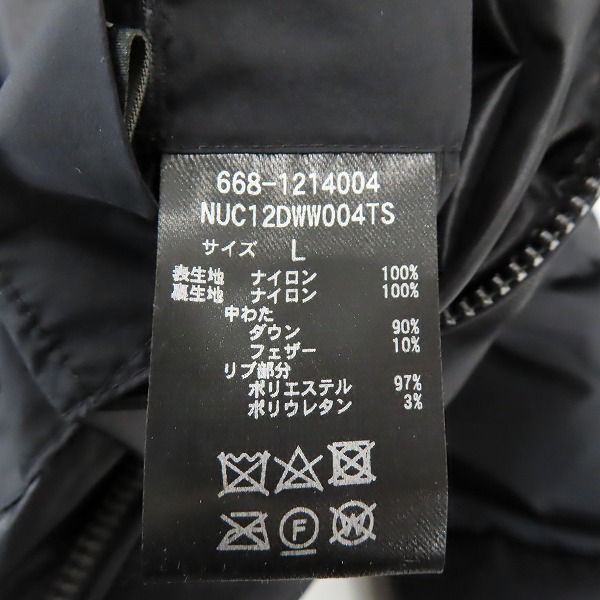 668-1214004
NUC12DWW004TS
サイズ L
表生地 ナイロン 100%
裏生地 ナイロン 100%
中わた
ダウン 90%
フェザー 10%
リブ部分
ポリエステル 97%
ポリウレタン 3%
F W